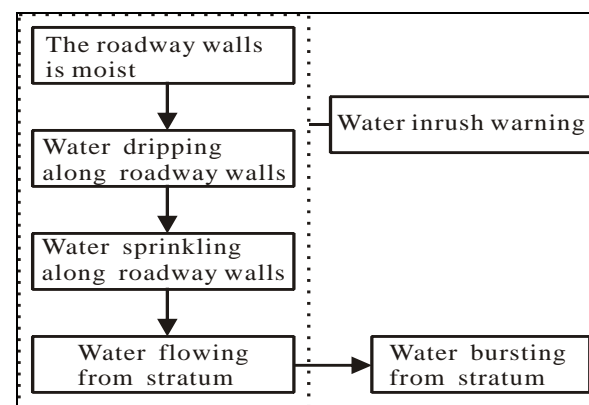 The roadway walls
is moist
Water inrush warning
Water dripping
along roadway walls
Water sprinkling
along roadway walls
Water flowing
from stratum
Water bursting
from stratum